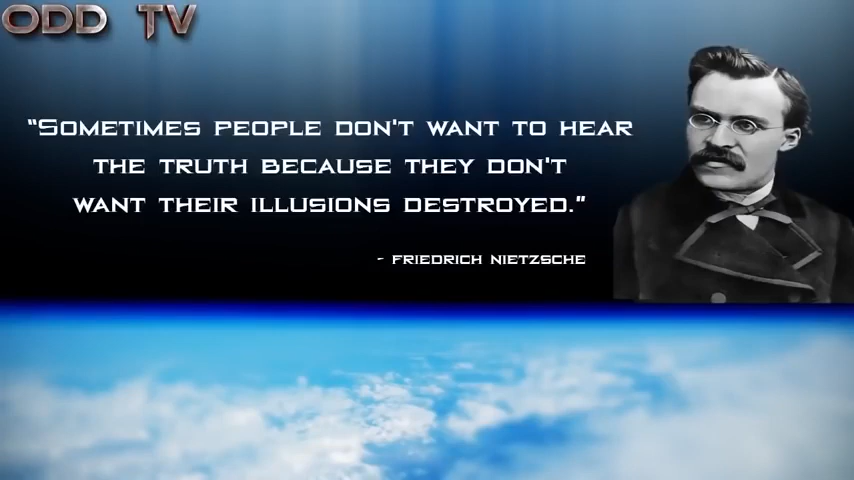 ODD TV
"Sometimes people don't want to hear
the truth because they don't
want their illusions destroyed."
- Friedrich Nietzsche